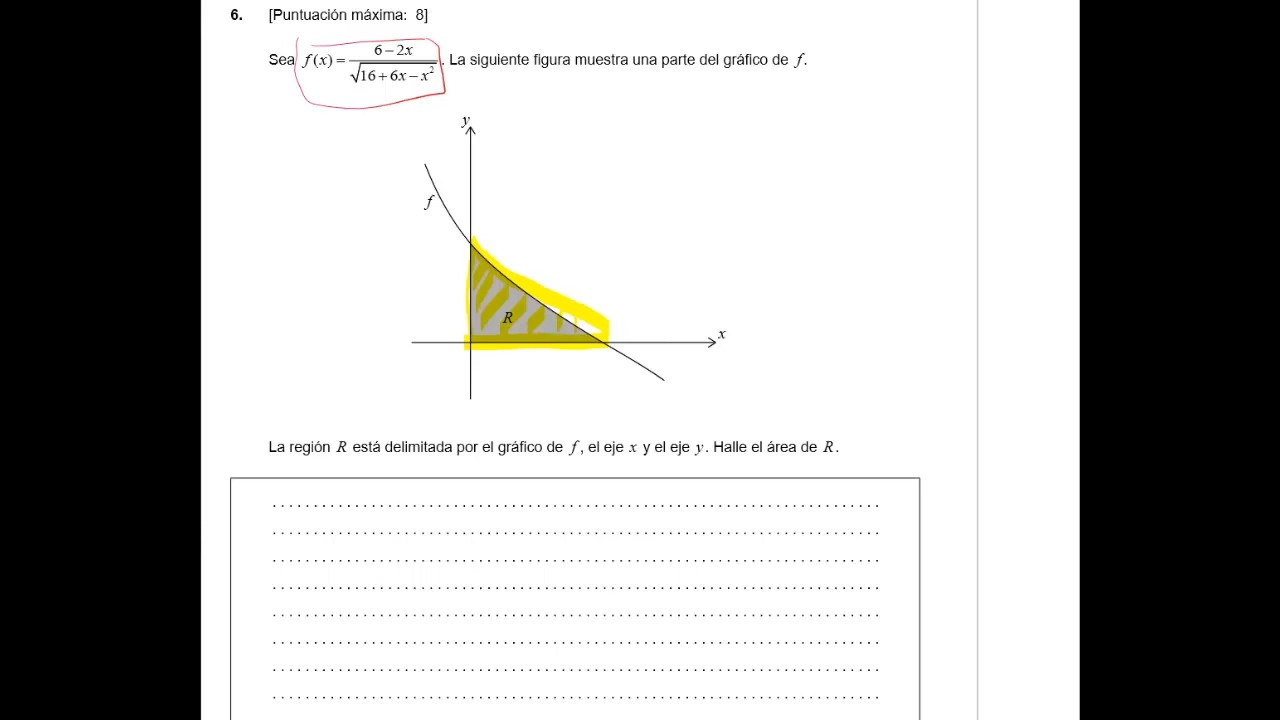 6. [Puntuación máxima: 8]
Sea f(x) = (6 − 2x)/√(16 + 6x − x²). La siguiente figura muestra una parte del gráfico de f.
y
f
R
x
La región R está delimitada por el gráfico de f, el eje x y el eje y. Halle el área de R.